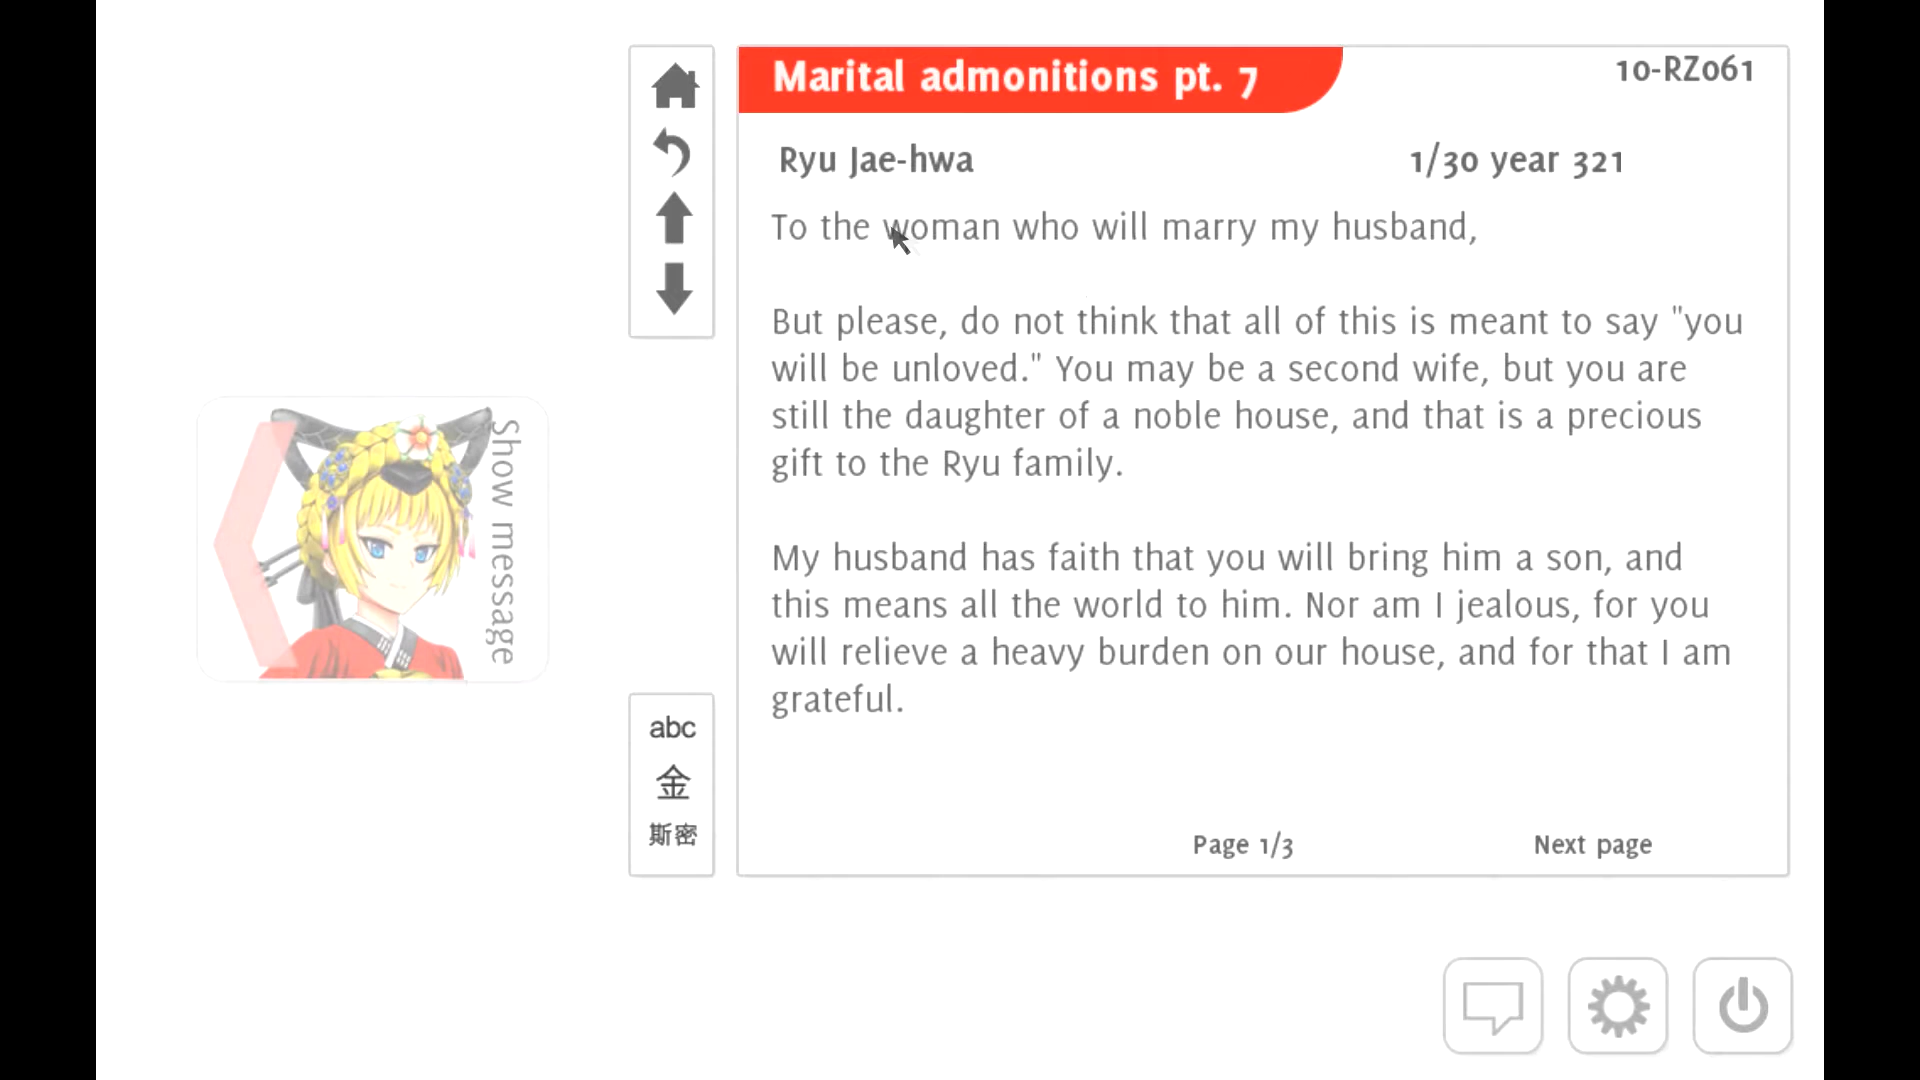 Marital admonitions pt. 7
10-RZ061
Ryu Jae-hwa
1/30 year 321
To the woman who will marry my husband,
But please, do not think that all of this is meant to say "you
will be unloved." You may be a second wife, but you are
still the daughter of a noble house, and that is a precious
gift to the Ryu family.
My husband has faith that you will bring him a son, and
this means all the world to him. Nor am I jealous, for you
will relieve a heavy burden on our house, and for that I am
grateful.
Page 1/3
Next page
Show message
abc
金
斯密